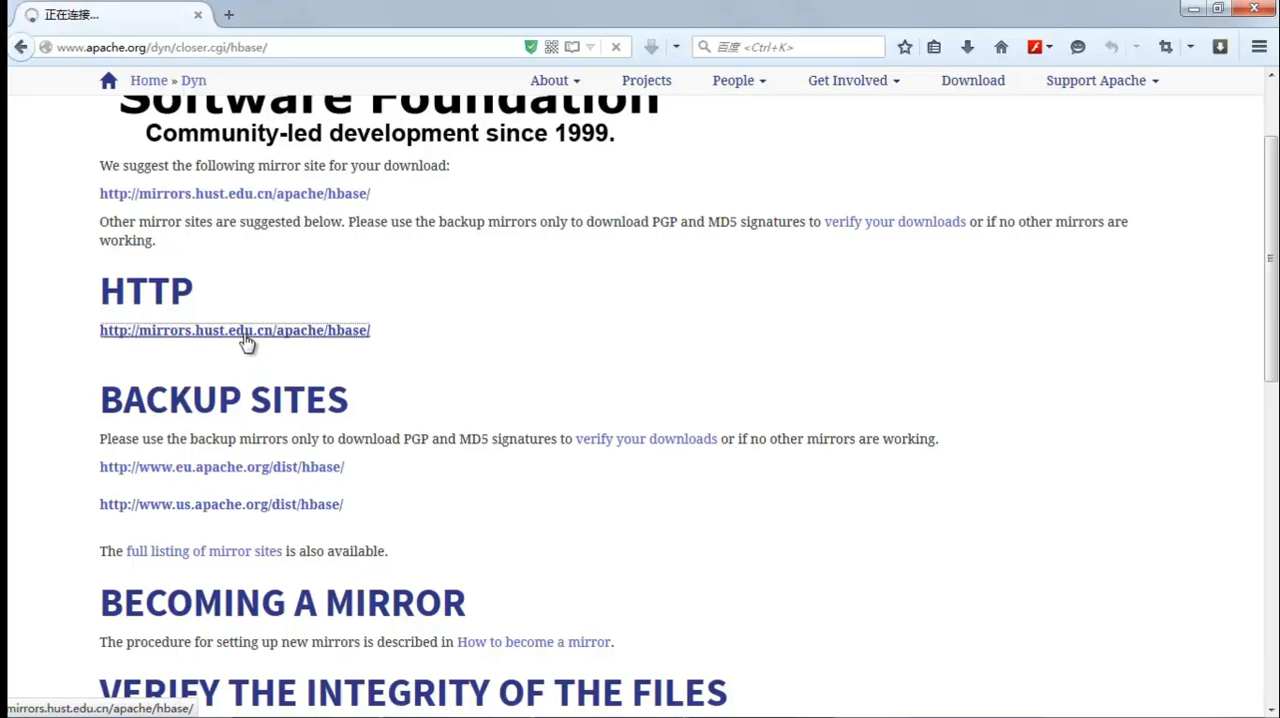 正在连接...
www.apache.org/dyn/closer.cgi/hbase/
百度 <Ctrl+K>
Home » Dyn
About
Projects
People
Get Involved
Download
Support Apache
Software Foundation
Community-led development since 1999.
We suggest the following mirror site for your download:
http://mirrors.hust.edu.cn/apache/hbase/
Other mirror sites are suggested below. Please use the backup mirrors only to download PGP and MD5 signatures to verify your downloads or if no other mirrors are
working.
HTTP
http://mirrors.hust.edu.cn/apache/hbase/
BACKUP SITES
Please use the backup mirrors only to download PGP and MD5 signatures to verify your downloads or if no other mirrors are working.
http://www.eu.apache.org/dist/hbase/
http://www.us.apache.org/dist/hbase/
The full listing of mirror sites is also available.
BECOMING A MIRROR
The procedure for setting up new mirrors is described in How to become a mirror.
VERIFY THE INTEGRITY OF THE FILES
mirrors.hust.edu.cn/apache/hbase/